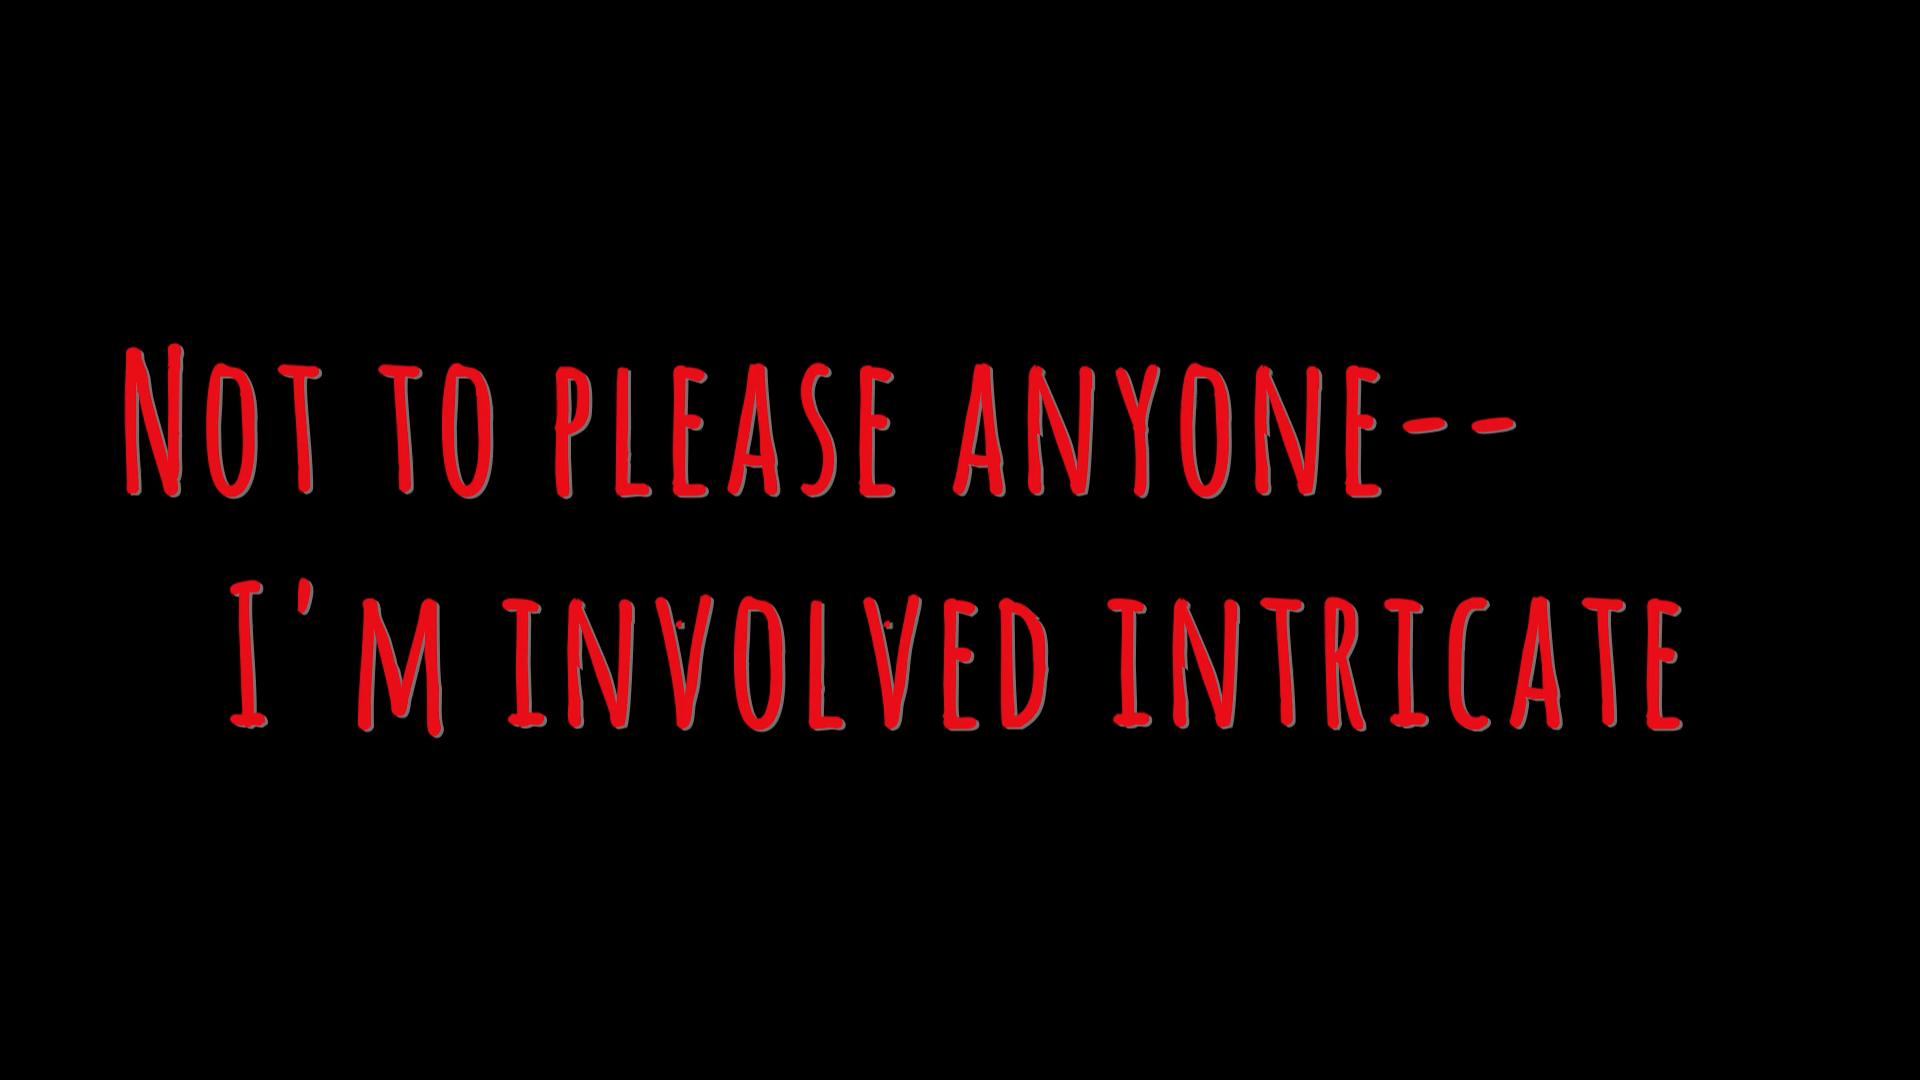 Not to please anyone--
I'm involved intricate